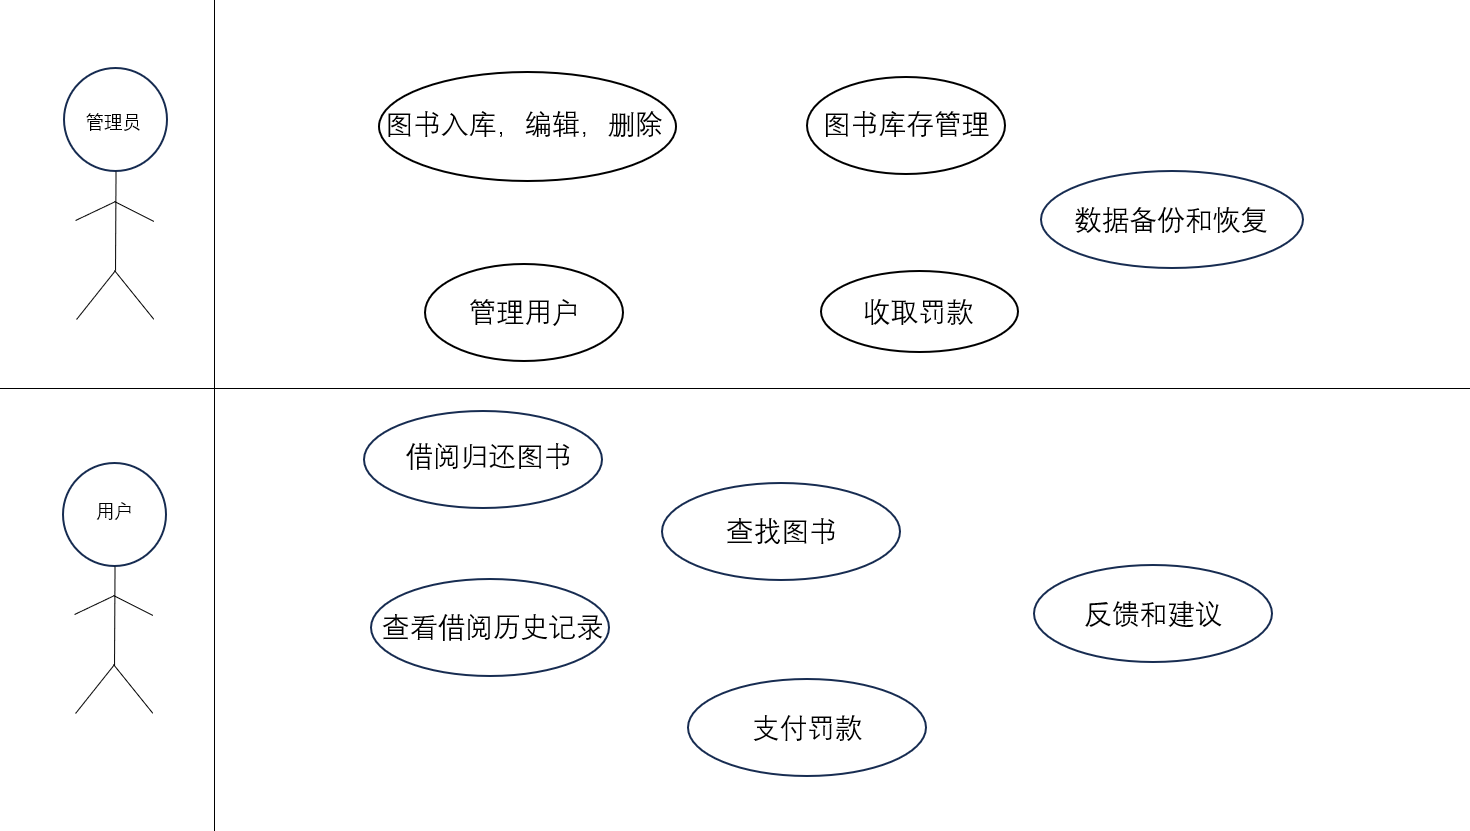 管理员
图书入库，编辑，删除
图书库存管理
数据备份和恢复
管理用户
收取罚款
用户
借阅归还图书
查找图书
查看借阅历史记录
反馈和建议
支付罚款